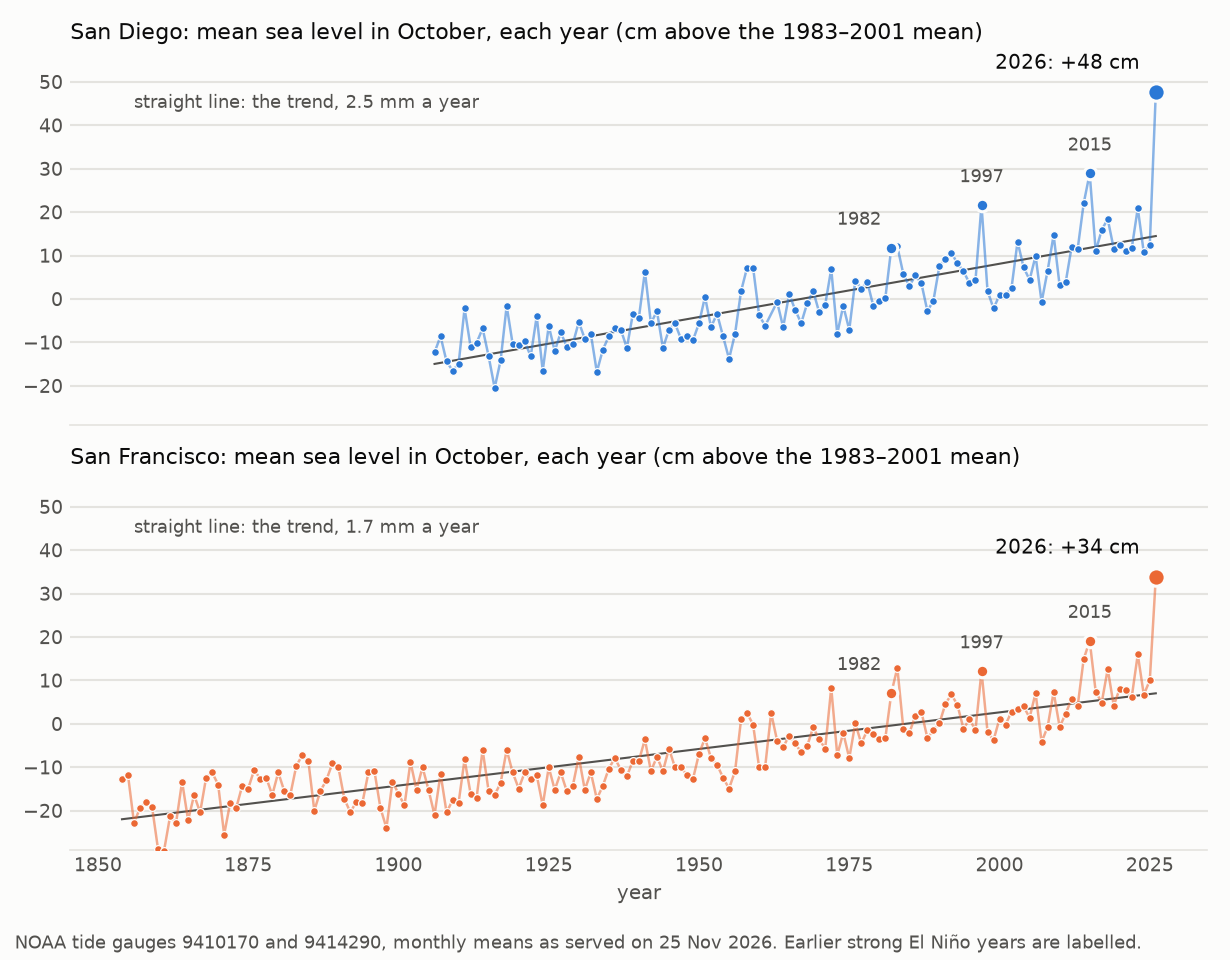 San Diego: mean sea level in October, each year (cm above the 1983–2001 mean)
2026: +48 cm
50
straight line: the trend, 2.5 mm a year
40
2015
30
1997
20
1982
10
0
−10
−20
San Francisco: mean sea level in October, each year (cm above the 1983–2001 mean)
50
straight line: the trend, 1.7 mm a year
2026: +34 cm
40
30
2015
20
1997
1982
10
0
−10
−20
1850 1875 1900 1925 1950 1975 2000 2025
year
NOAA tide gauges 9410170 and 9414290, monthly means as served on 25 Nov 2026. Earlier strong El Niño years are labelled.